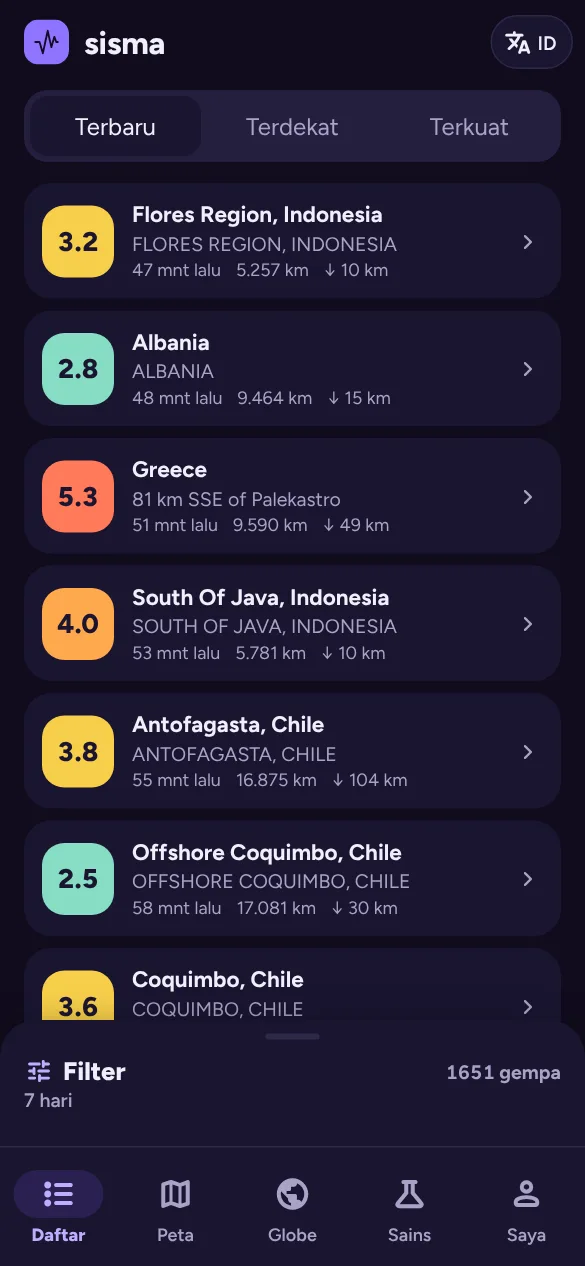 sisma
ID
Terbaru
Terdekat
Terkuat
3.2
Flores Region, Indonesia
FLORES REGION, INDONESIA
47 mnt lalu 5.257 km ↓ 10 km
2.8
Albania
ALBANIA
48 mnt lalu 9.464 km ↓ 15 km
5.3
Greece
81 km SSE of Palekastro
51 mnt lalu 9.590 km ↓ 49 km
4.0
South Of Java, Indonesia
SOUTH OF JAVA, INDONESIA
53 mnt lalu 5.781 km ↓ 10 km
3.8
Antofagasta, Chile
ANTOFAGASTA, CHILE
55 mnt lalu 16.875 km ↓ 104 km
2.5
Offshore Coquimbo, Chile
OFFSHORE COQUIMBO, CHILE
58 mnt lalu 17.081 km ↓ 30 km
3.6
Coquimbo, Chile
COQUIMBO, CHILE
Filter
1651 gempa
7 hari
Daftar
Peta
Globe
Sains
Saya